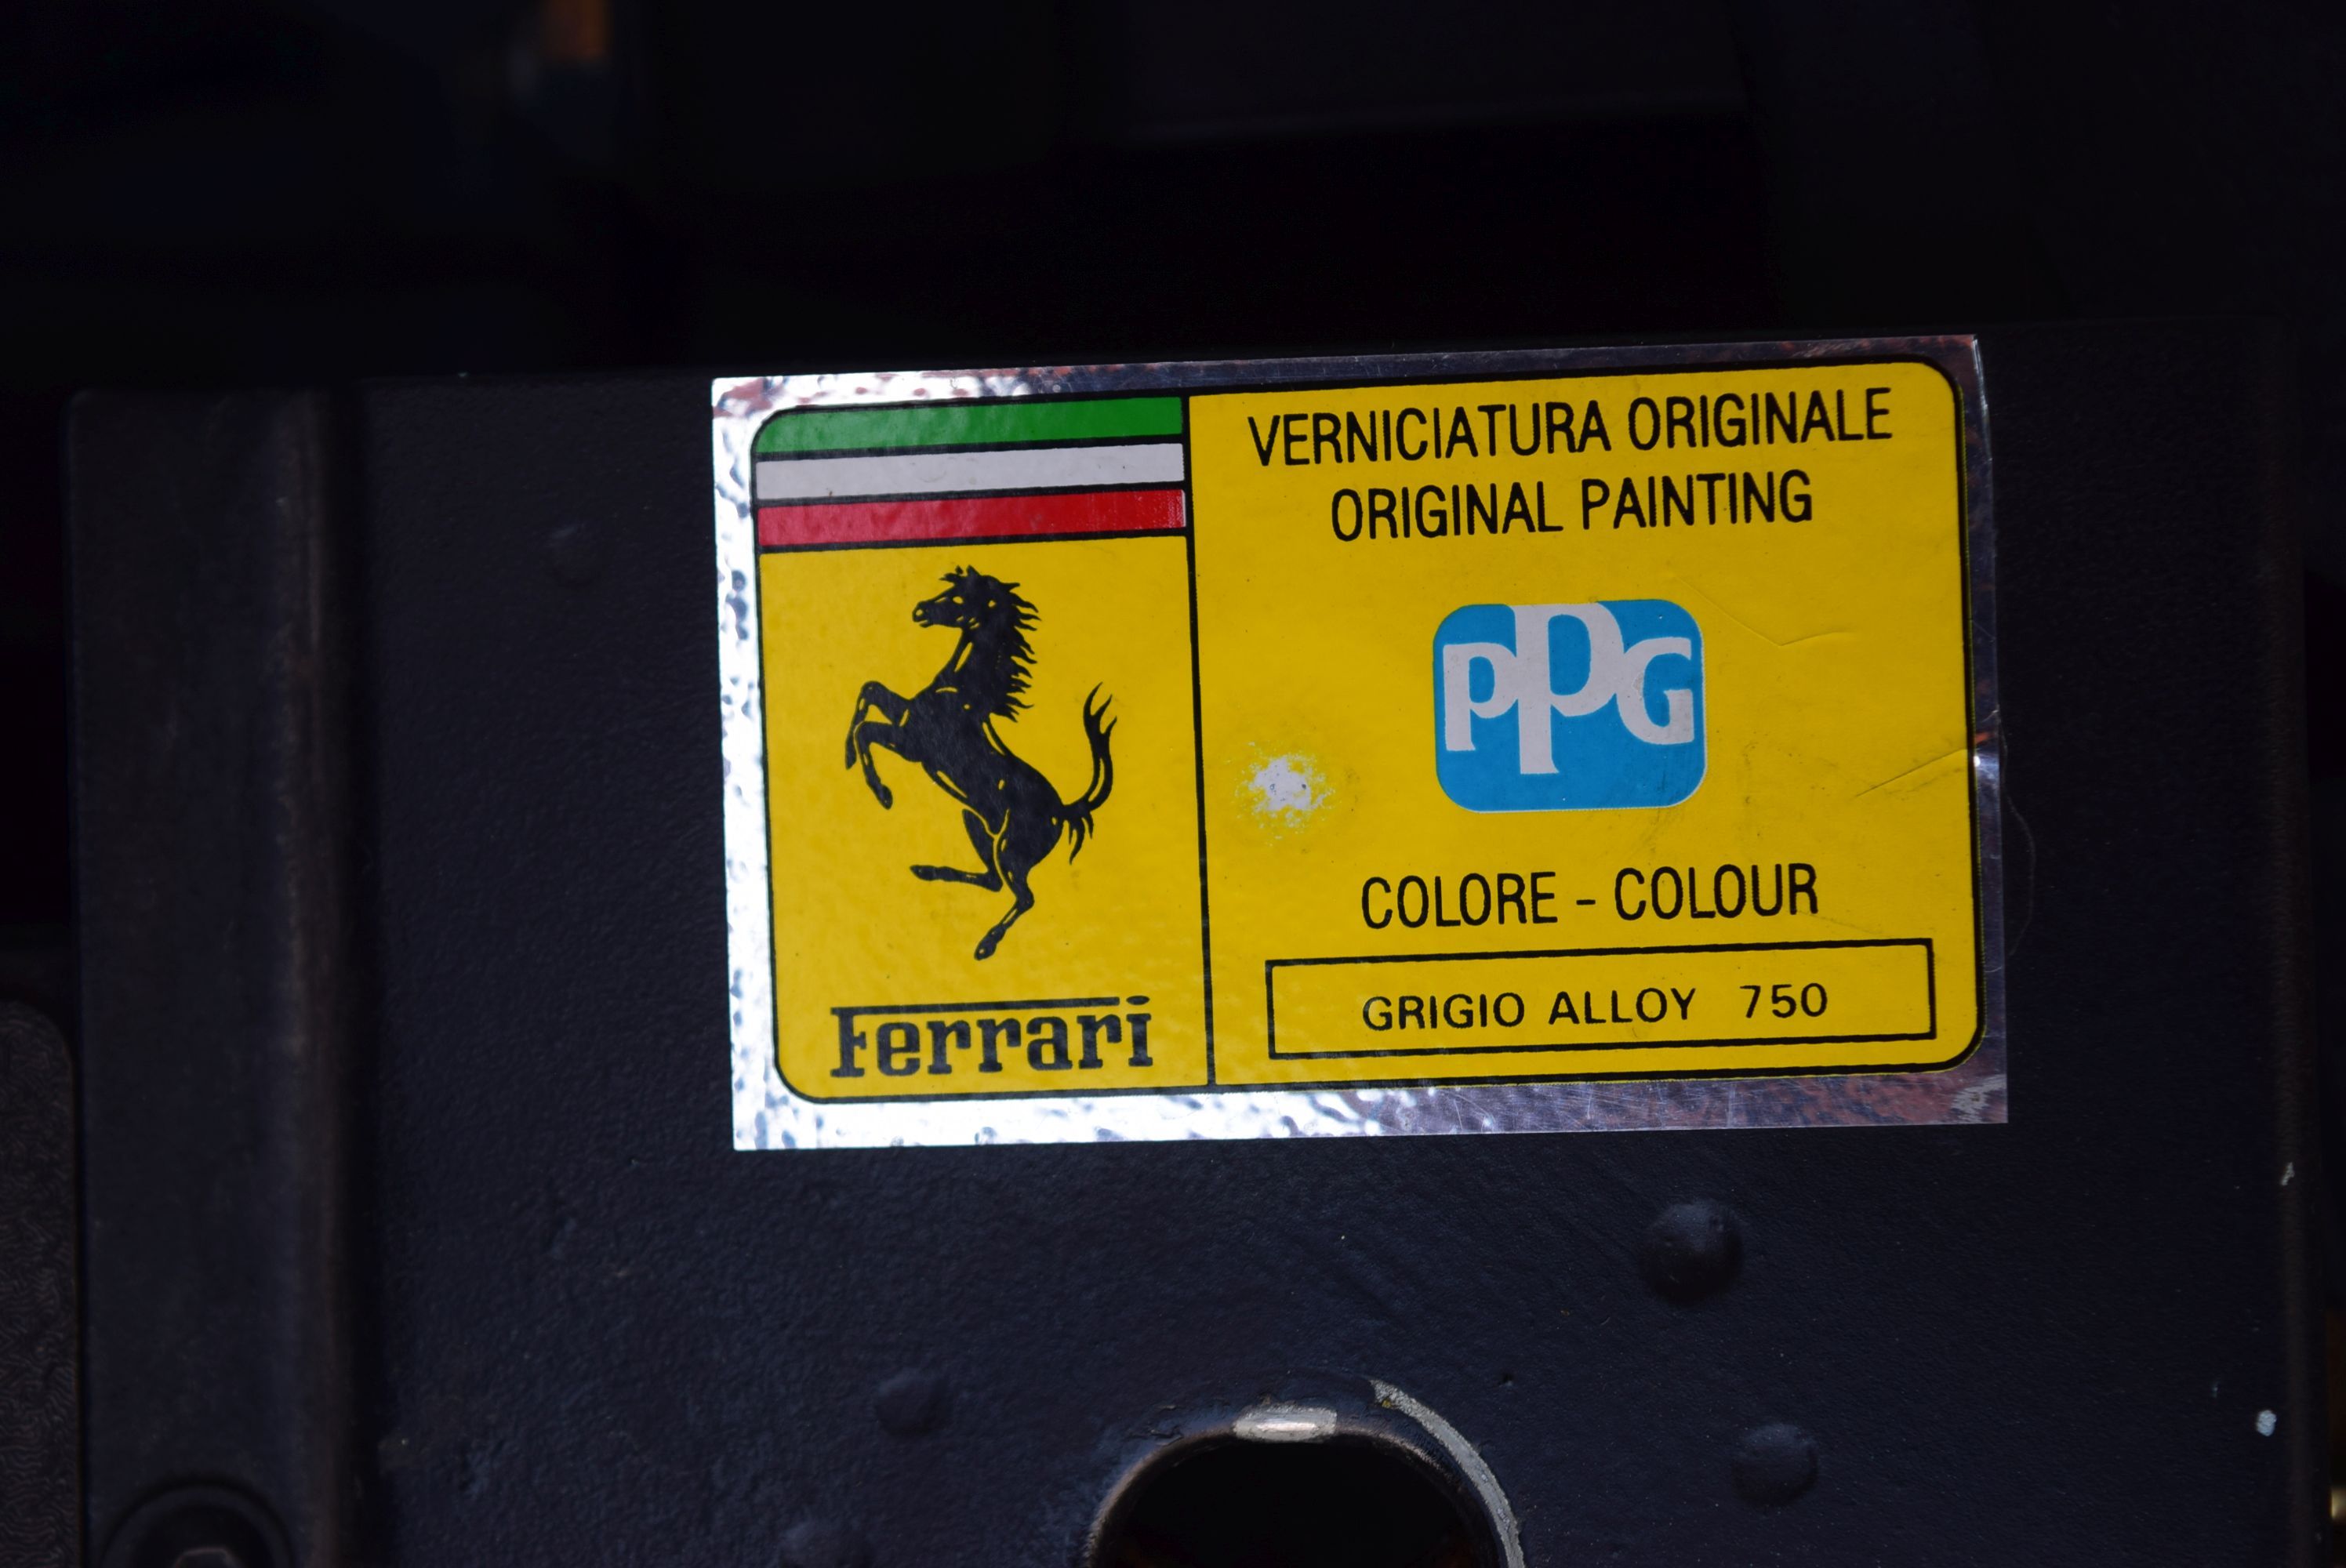 VERNICIATURA ORIGINALE
ORIGINAL PAINTING
PPG
COLORE - COLOUR
GRIGIO ALLOY 750
Ferrari